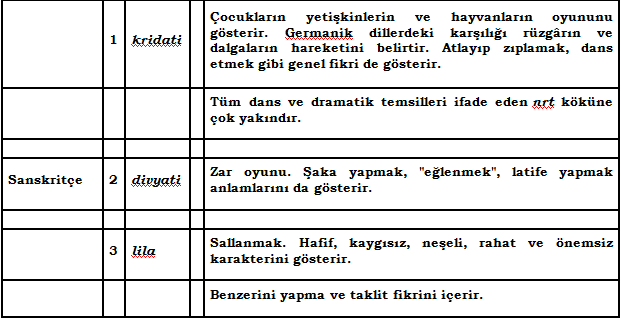 Çocukların yetişkinlerin ve hayvanların oyununu
gösterir. Germanik dillerdeki karşılığı rüzgârın ve
1 kridati
dalgaların hareketini belirtir. Atlayıp zıplamak, dans
etmek gibi genel fikri de gösterir.
Tüm dans ve dramatik temsilleri ifade eden nrt köküne
çok yakındır.
Sanskritçe 2 divyati
Zar oyunu. Şaka yapmak, "eğlenmek", latife yapmak
anlamlarını da gösterir.
3 lila
Sallanmak. Hafif, kaygısız, neşeli, rahat ve önemsiz
karakterini gösterir.
Benzerini yapma ve taklit fikrini içerir.